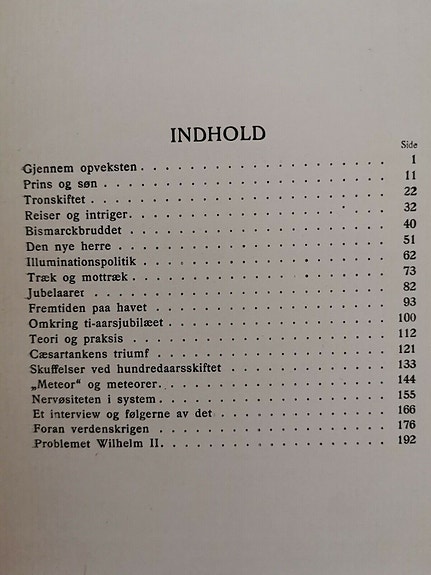 INDHOLD
Side
Gjennem opveksten . . . . . . . . . . . . . . . . . 1
Prins og søn . . . . . . . . . . . . . . . . . . . 11
Tronskiftet . . . . . . . . . . . . . . . . . . . . 22
Reiser og intriger. . . . . . . . . . . . . . . . . 32
Bismarckbruddet . . . . . . . . . . . . . . . . . . 40
Den nye herre . . . . . . . . . . . . . . . . . . . 51
Illuminationspolitik . . . . . . . . . . . . . . . . 62
Træk og mottræk . . . . . . . . . . . . . . . . . . 73
Jubelaaret . . . . . . . . . . . . . . . . . . . . 82
Fremtiden paa havet . . . . . . . . . . . . . . . . 93
Omkring ti-aarsjubilæet . . . . . . . . . . . . . . 100
Teori og praksis . . . . . . . . . . . . . . . . . 112
Cæsartankens triumf . . . . . . . . . . . . . . . . 121
Skuffelser ved hundredaarsskiftet . . . . . . . . . 133
„Meteor“ og meteorer. . . . . . . . . . . . . . . . 144
Nervøsiteten i system. . . . . . . . . . . . . . . 155
Et interview og følgerne av det . . . . . . . . . . 166
Foran verdenskrigen . . . . . . . . . . . . . . . . 176
Problemet Wilhelm II. . . . . . . . . . . . . . . . 192